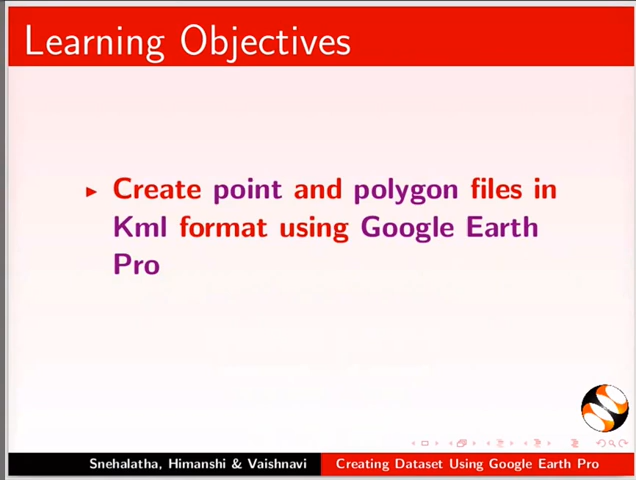 Learning Objectives
Create point and polygon files in
Kml format using Google Earth
Pro
Snehalatha, Himanshi & Vaishnavi
Creating Dataset Using Google Earth Pro